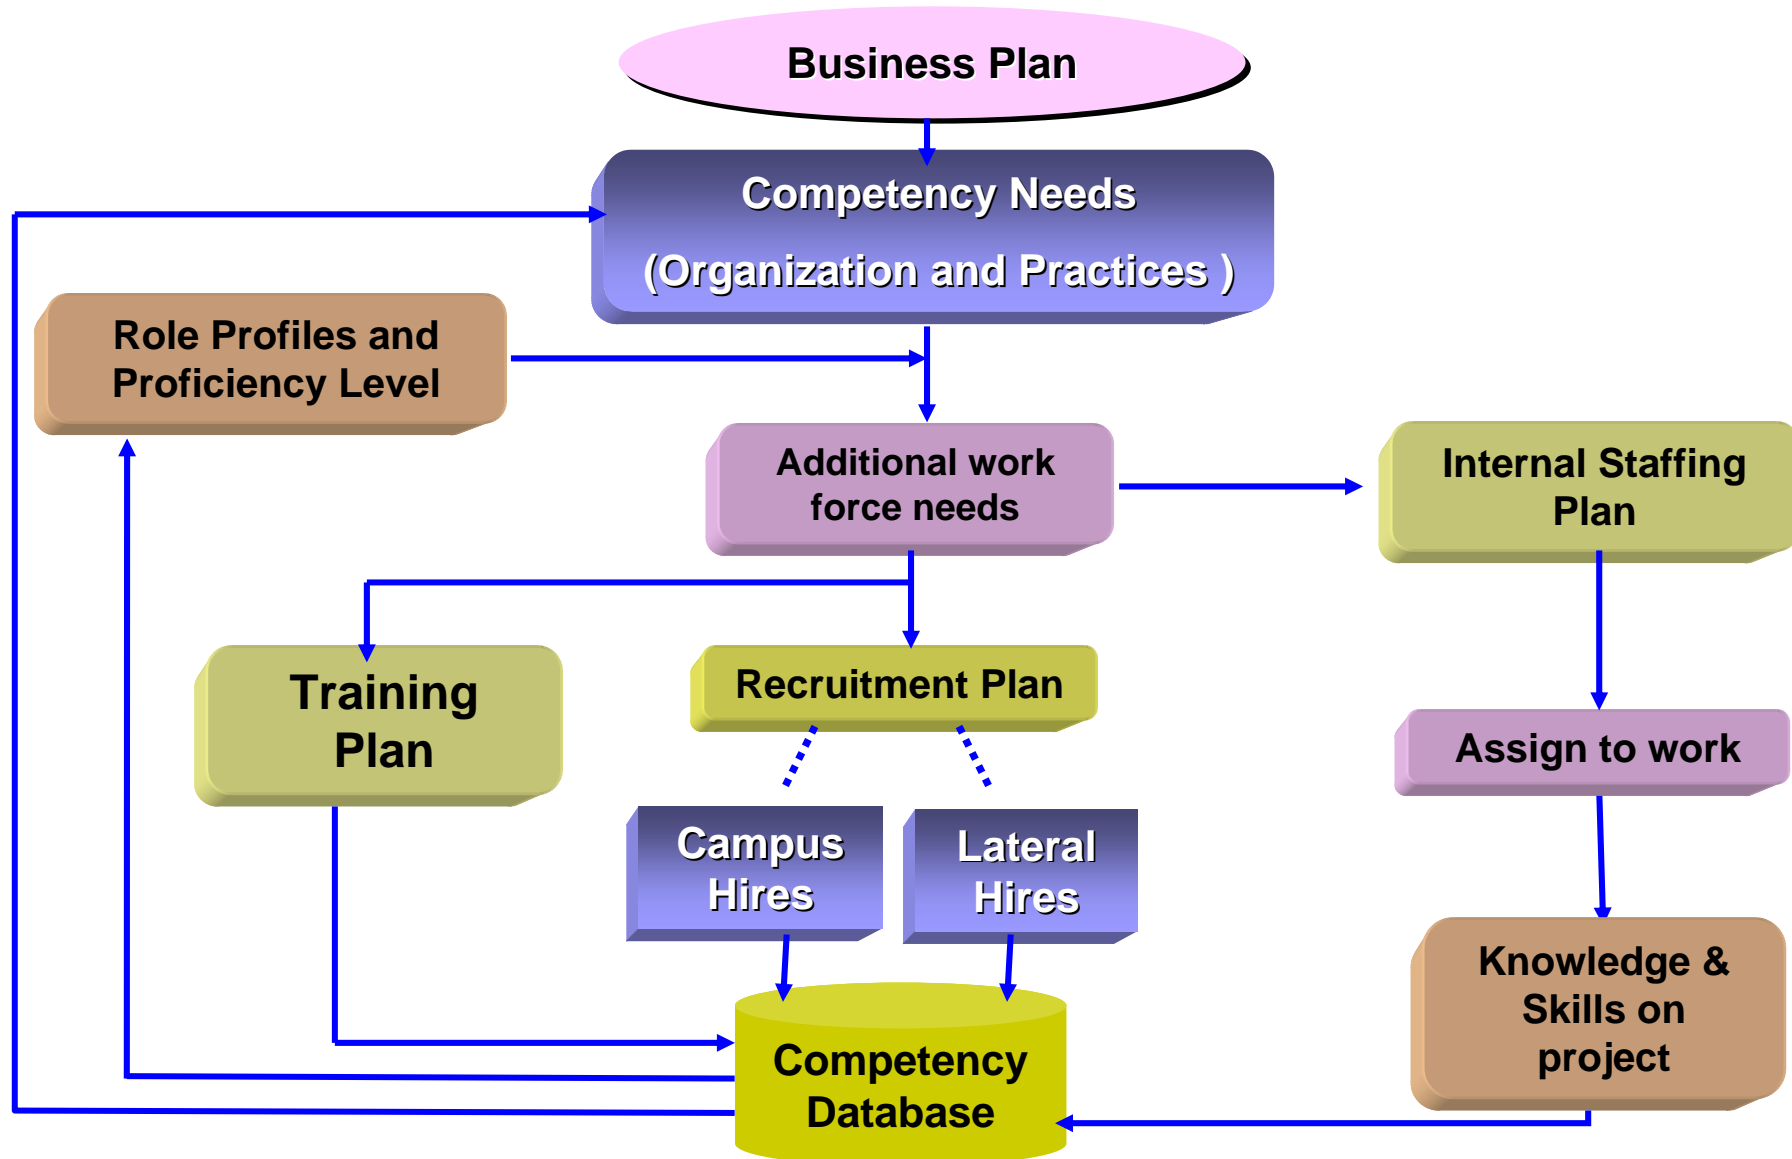 Business Plan
Competency Needs
(Organization and Practices )
Role Profiles and
Proficiency Level
Additional work
force needs
Internal Staffing
Plan
Training
Plan
Recruitment Plan
Assign to work
Campus
Hires
Lateral
Hires
Knowledge &
Skills on
project
Competency
Database